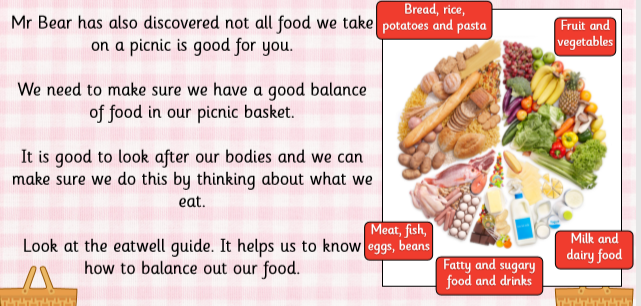 Mr Bear has also discovered not all food we take
on a picnic is good for you.
We need to make sure we have a good balance
of food in our picnic basket.
It is good to look after our bodies and we can
make sure we do this by thinking about what we
eat.
Look at the eatwell guide. It helps us to know
how to balance out our food.
Bread, rice,
potatoes and pasta
Fruit and
vegetables
Meat, fish,
eggs, beans
Fatty and sugary
food and drinks
Milk and
dairy food